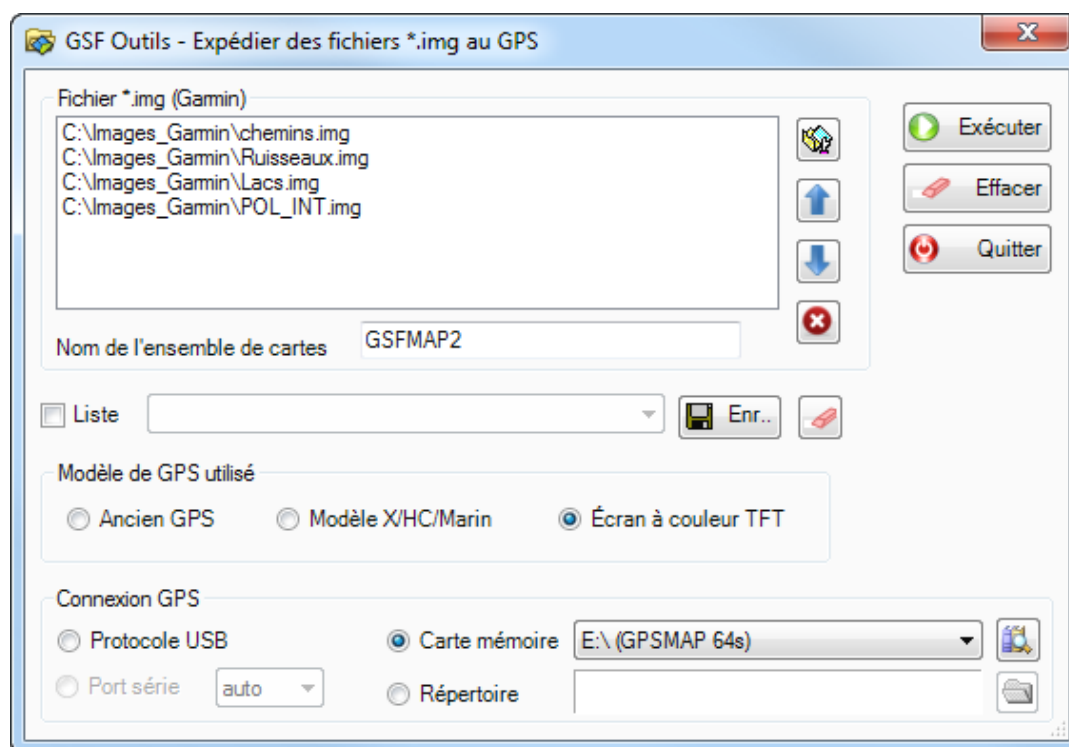 GSF Outils - Expédier des fichiers *.img au GPS
Fichier *.img (Garmin)
C:\Images_Garmin\chemins.img
C:\Images_Garmin\Ruisseaux.img
C:\Images_Garmin\Lacs.img
C:\Images_Garmin\POL_INT.img
Exécuter
Effacer
Quitter
Nom de l'ensemble de cartes GSFMAP2
Liste Enr..
Modèle de GPS utilisé
Ancien GPS Modèle X/HC/Marin Écran à couleur TFT
Connexion GPS
Protocole USB Carte mémoire E:\ (GPSMAP 64s)
Port série auto Répertoire